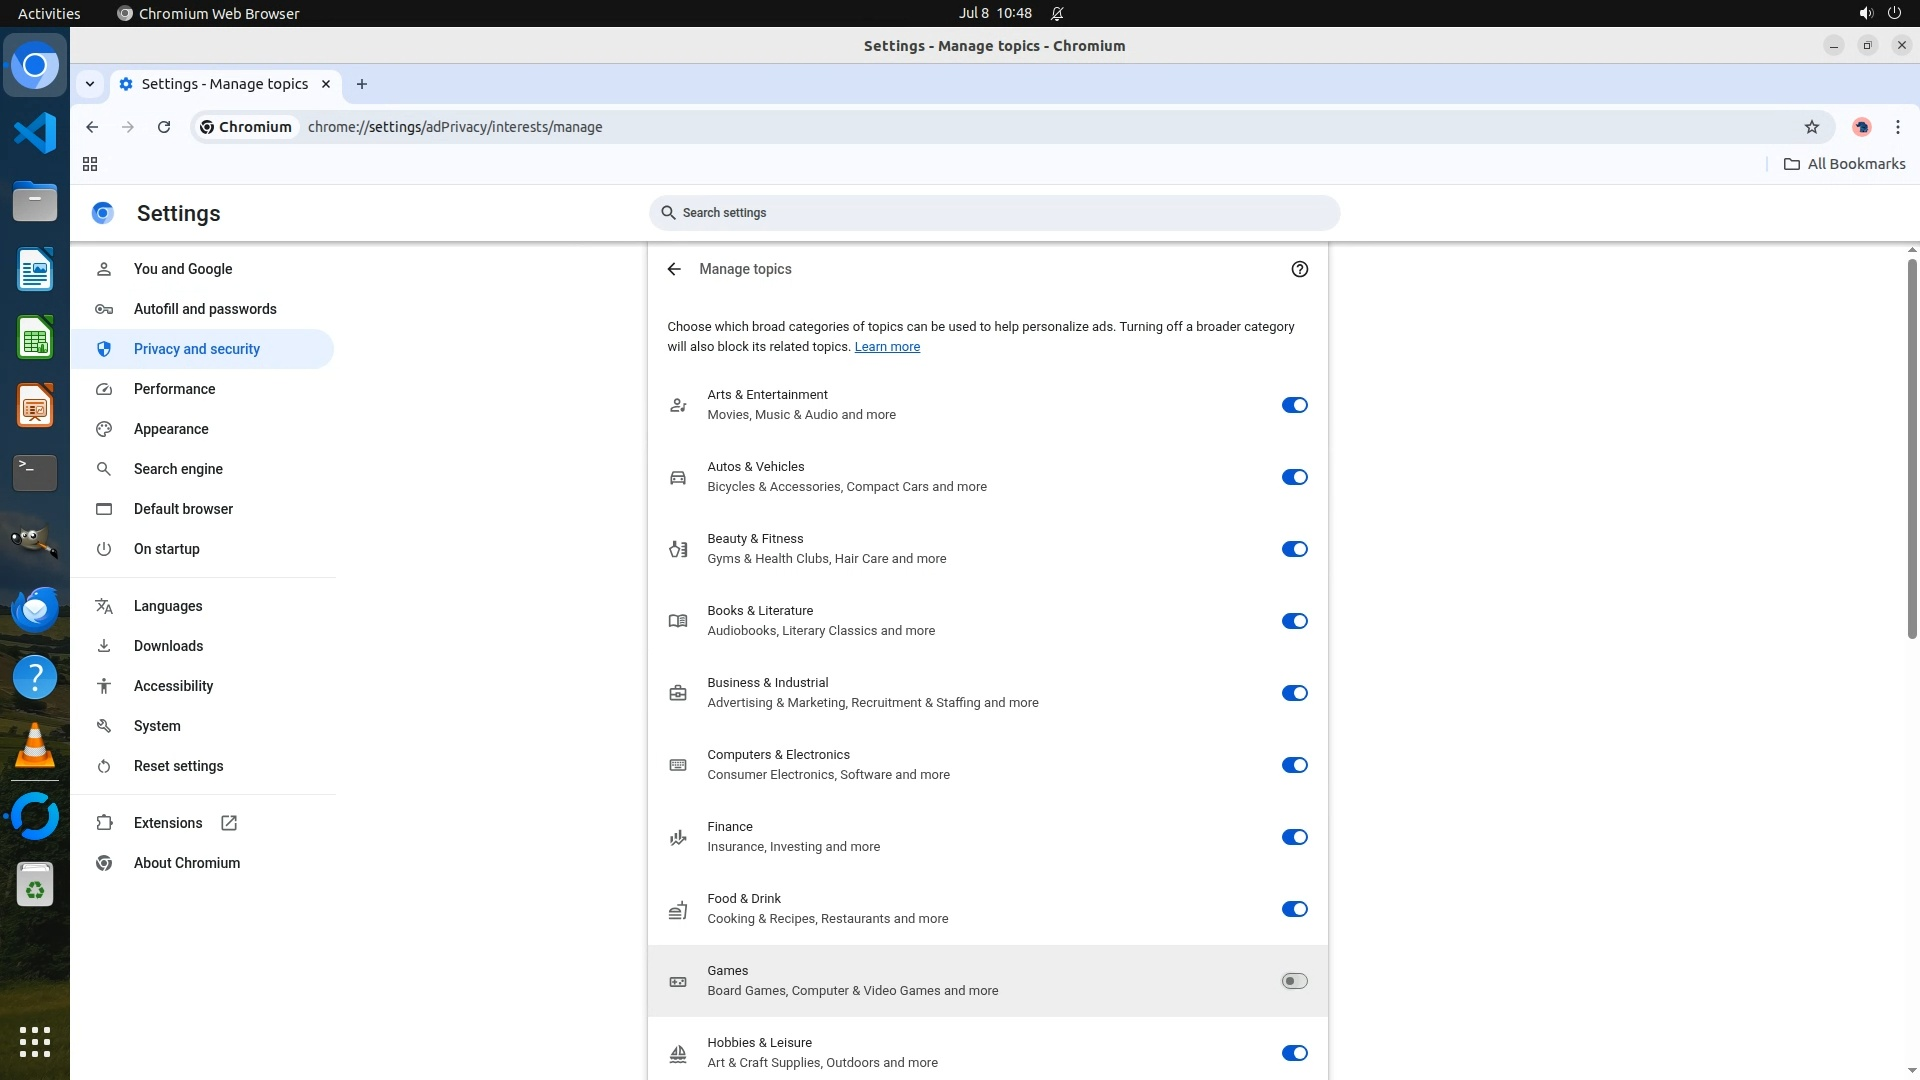 Activities
Chromium Web Browser
Jul 8 10:48
Settings - Manage topics - Chromium
Settings - Manage topics
Chromium
chrome://settings/adPrivacy/interests/manage
All Bookmarks
Settings
Search settings
You and Google
Autofill and passwords
Privacy and security
Performance
Appearance
Search engine
Default browser
On startup
Languages
Downloads
Accessibility
System
Reset settings
Extensions
About Chromium
Manage topics
Choose which broad categories of topics can be used to help personalize ads. Turning off a broader category
will also block its related topics. Learn more
Arts & Entertainment
Movies, Music & Audio and more
Autos & Vehicles
Bicycles & Accessories, Compact Cars and more
Beauty & Fitness
Gyms & Health Clubs, Hair Care and more
Books & Literature
Audiobooks, Literary Classics and more
Business & Industrial
Advertising & Marketing, Recruitment & Staffing and more
Computers & Electronics
Consumer Electronics, Software and more
Finance
Insurance, Investing and more
Food & Drink
Cooking & Recipes, Restaurants and more
Games
Board Games, Computer & Video Games and more
Hobbies & Leisure
Art & Craft Supplies, Outdoors and more